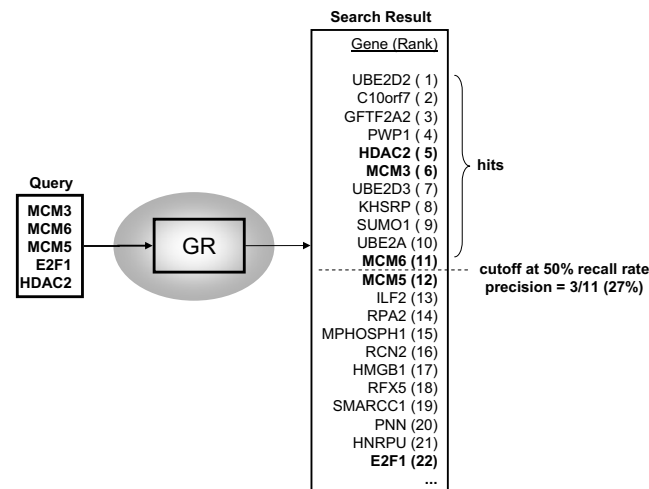 Search Result
Gene (Rank)
UBE2D2 ( 1)
C10orf7 ( 2)
GFTF2A2 ( 3)
PWP1 ( 4)
HDAC2 ( 5)
MCM3 ( 6)
UBE2D3 ( 7)
KHSRP ( 8)
SUMO1 ( 9)
UBE2A (10)
MCM6 (11)
MCM5 (12)
ILF2 (13)
RPA2 (14)
MPHOSPH1 (15)
RCN2 (16)
HMGB1 (17)
RFX5 (18)
SMARCC1 (19)
PNN (20)
HNRPU (21)
E2F1 (22)
...
hits
cutoff at 50% recall rate
precision = 3/11 (27%)
Query
MCM3
MCM6
MCM5
E2F1
HDAC2
GR